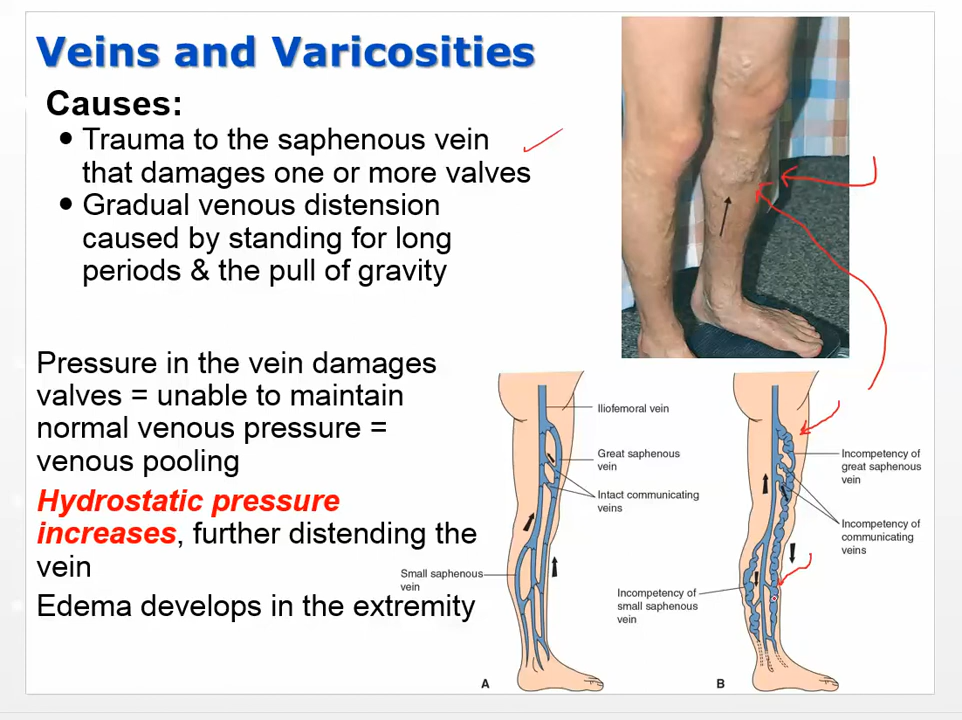 Veins and Varicosities
Causes:
• Trauma to the saphenous vein
that damages one or more valves
• Gradual venous distension
caused by standing for long
periods & the pull of gravity
Pressure in the vein damages
valves = unable to maintain
normal venous pressure =
venous pooling
Hydrostatic pressure
increases, further distending the
vein
Edema develops in the extremity
Iliofemoral vein
Great saphenous
vein
Intact communicating
veins
Small saphenous
vein
A
Incompetency of
great saphenous
vein
Incompetency of
communicating
veins
Incompetency of
small saphenous
vein
B